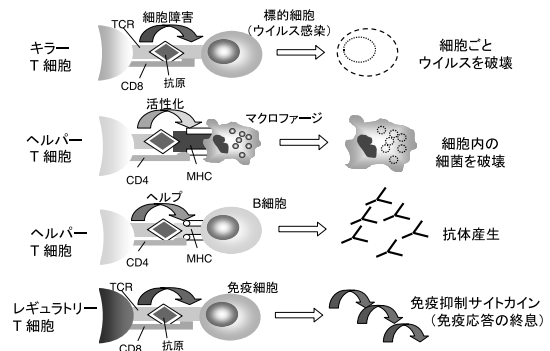 キラー
T 細胞
TCR
細胞障害
CD8
抗原
標的細胞
(ウイルス感染)
細胞ごと
ウイルスを破壊
ヘルパー
T 細胞
活性化
CD4
MHC
マクロファージ
細胞内の
細菌を破壊
ヘルパー
T 細胞
ヘルプ
CD4
MHC
B細胞
抗体産生
レギュラトリー
T 細胞
TCR
CD8
抗原
免疫細胞
免疫抑制サイトカイン
(免疫応答の終息)